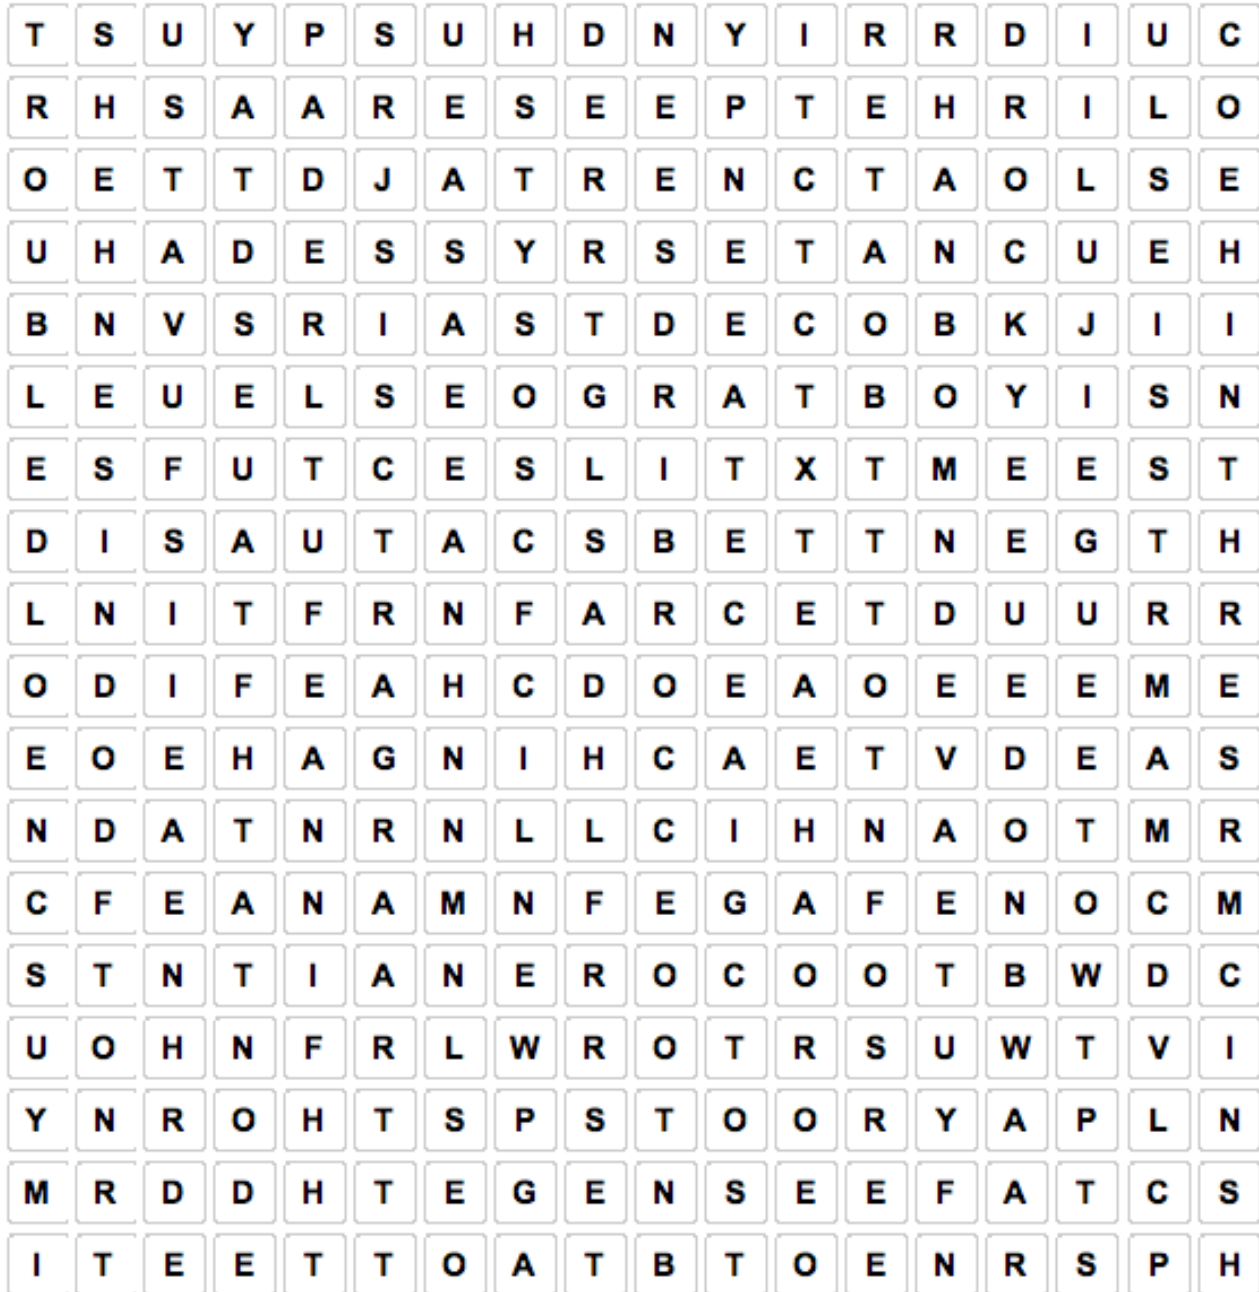 T S U Y P S U H D N Y I R R D I U C
R H S A A R E S E E P T E H R I L O
O E T T D J A T R E N C T A O L S E
U H A D E S S Y R S E T A N C U E H
B N V S R I A S T D E C O B K J I I
L E U E L S E O G R A T B O Y I S N
E S F U T C E S L I T X T M E E S T
D I S A U T A C S B E T T N E G T H
L N I T F R N F A R C E T D U U R R
O D I F E A H C D O E A O E E E M E
E O E H A G N I H C A E T V D E A S
N D A T N R N L L C I H N A O T M R
C F E A N A M N F E G A F E N O C M
S T N T I A N E R O C O O T B W D C
U O H N F R L W R O T R S U W T V I
Y N R O H T S P S T O O R Y A P L N
M R D D H T E G E N S E E F A T C S
I T E E T T O A T B T O E N R S P H